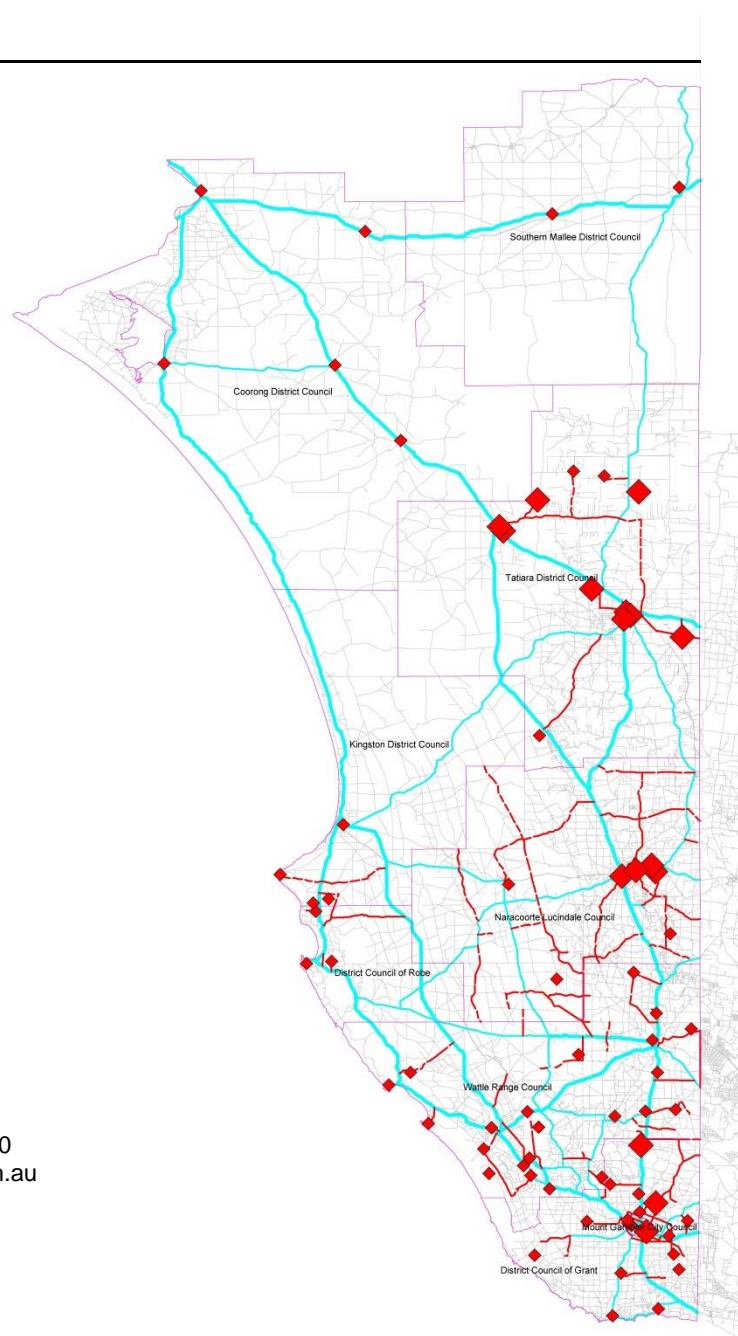 Southern Mallee District Council
Coorong District Council
Tatiara District Council
Kingston District Council
Naracoorte Lucindale Council
District Council of Robe
Wattle Range Council
0
n.au
Mount Gambier City Council
District Council of Grant